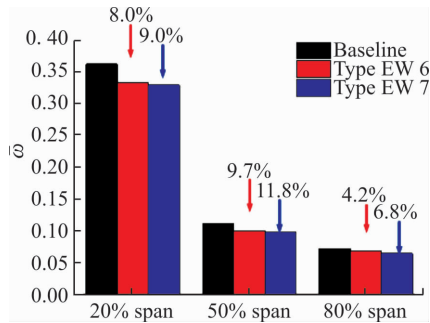 ω̄
0.40
0.35
0.30
0.25
0.20
0.15
0.10
0.05
0.00
8.0%
9.0%
9.7%
11.8%
4.2%
6.8%
Baseline
Type EW 6
Type EW 7
20% span
50% span
80% span